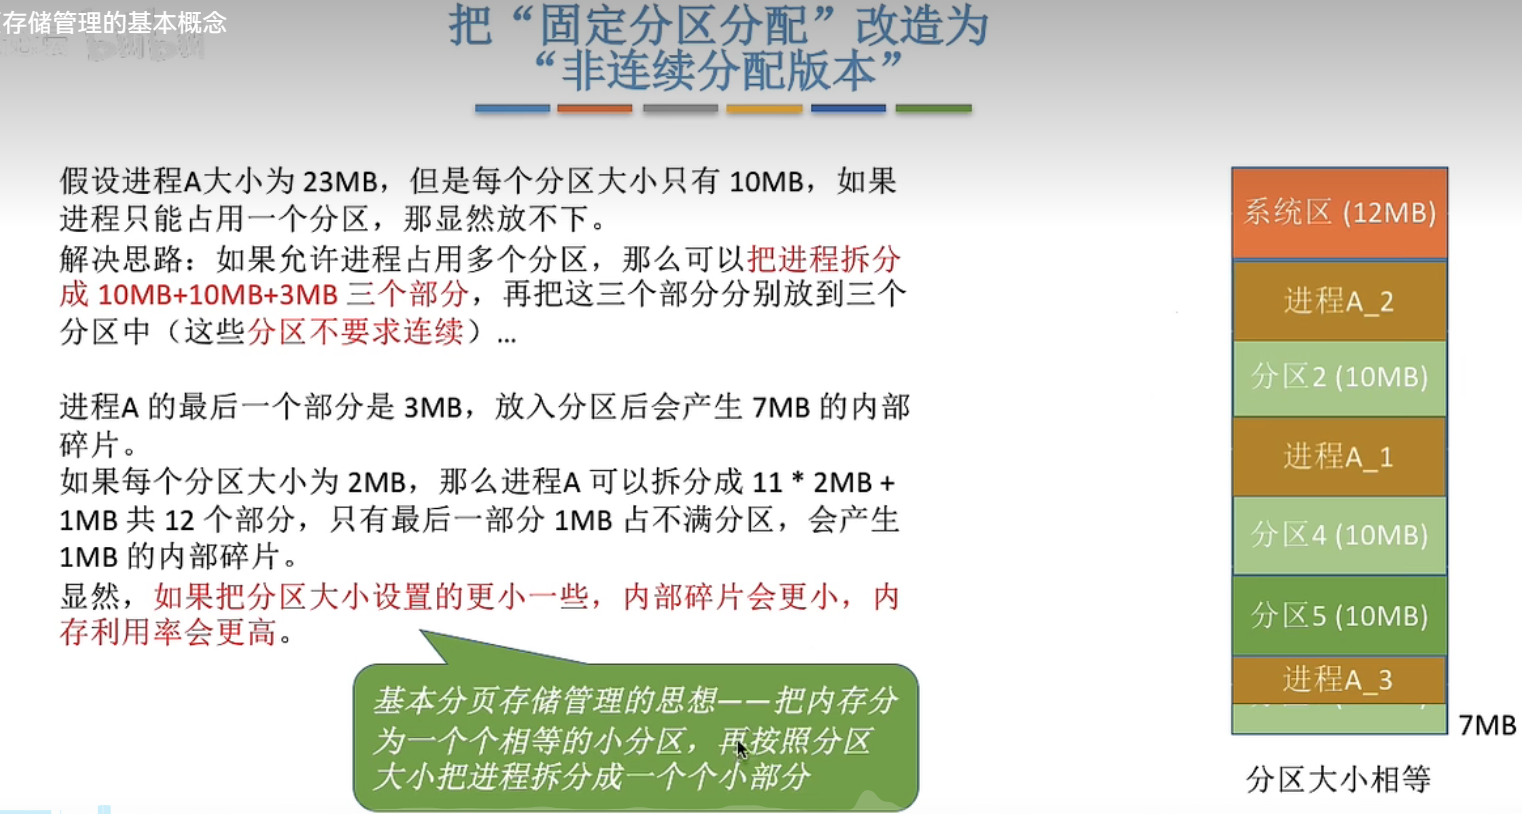 存储管理的基本概念
把“固定分区分配”改造为
“非连续分配版本”
假设进程A大小为 23MB，但是每个分区大小只有 10MB，如果
进程只能占用一个分区，那显然放不下。
解决思路：如果允许进程占用多个分区，那么可以把进程拆分
成 10MB+10MB+3MB 三个部分，再把这三个部分分别放到三个
分区中（这些分区不要求连续）...
进程A 的最后一个部分是 3MB，放入分区后会产生 7MB 的内部
碎片。
如果每个分区大小为 2MB，那么进程A 可以拆分成 11 * 2MB +
1MB 共 12 个部分，只有最后一部分 1MB 占不满分区，会产生
1MB 的内部碎片。
显然，如果把分区大小设置的更小一些，内部碎片会更小，内
存利用率会更高。
基本分页存储管理的思想——把内存分
为一个个相等的小分区，再按照分区
大小把进程拆分成一个个小部分
系统区 (12MB)
进程A_2
分区2 (10MB)
进程A_1
分区4 (10MB)
分区5 (10MB)
进程A_3
7MB
分区大小相等